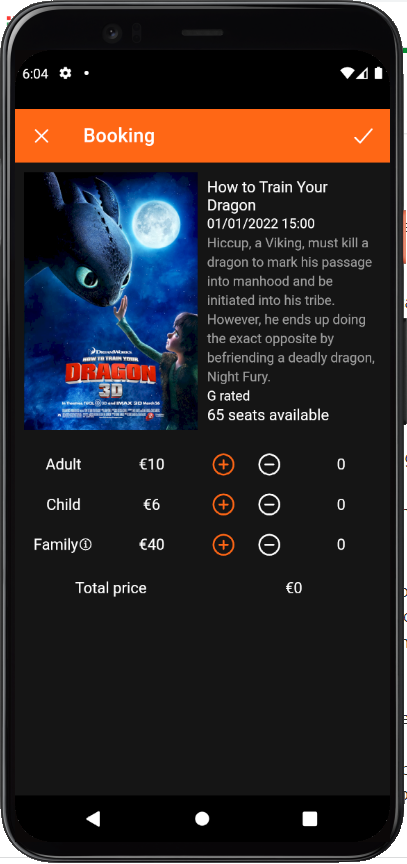 6:04
Booking
How to Train Your
Dragon
01/01/2022 15:00
Hiccup, a Viking, must kill a
dragon to mark his passage
into manhood and be
initiated into his tribe.
However, he ends up doing
the exact opposite by
befriending a deadly dragon,
Night Fury.
G rated
65 seats available
DREAMWORKS
HOW TO TRAIN YOUR
DRAGON
3D
Adult €10 0
Child €6 0
Family €40 0
Total price €0